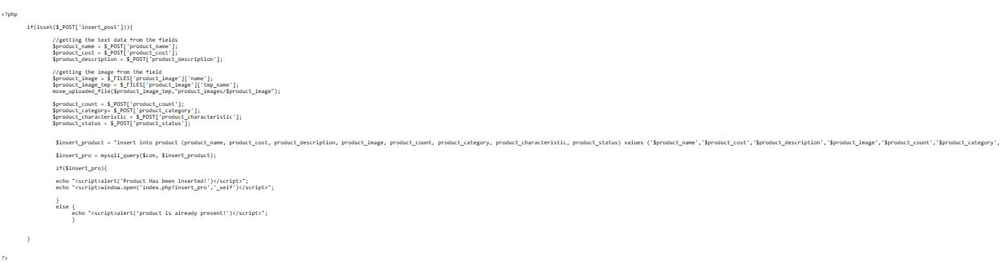 <?php
if(isset($_POST['insert_post'])){
//getting the text data from the fields
$product_name = $_POST['product_name'];
$product_cost = $_POST['product_cost'];
$product_description = $_POST['product_description'];
//getting the image from the field
$product_image = $_FILES['product_image']['name'];
$product_image_tmp = $_FILES['product_image']['tmp_name'];
move_uploaded_file($product_image_tmp,"product_images/$product_image");
$product_count = $_POST['product_count'];
$product_category= $_POST['product_category'];
$product_characteristic = $_POST['product_characteristic'];
$product_status = $_POST['product_status'];
$insert_product = "insert into product (product_name, product_cost, product_description, product_image, product_count, product_category, product_characteristic, product_status) values ('$product_name','$product_cost','$product_description','$product_image','$product_count','$product_category',
$insert_pro = mysqli_query($con, $insert_product);
if($insert_pro){
echo "<script>alert('Product Has been inserted!')</script>";
echo "<script>window.open('index.php?insert_pro','_self')</script>";
}
else {
echo "<script>alert('product is already present!')</script>";
}
}
?>